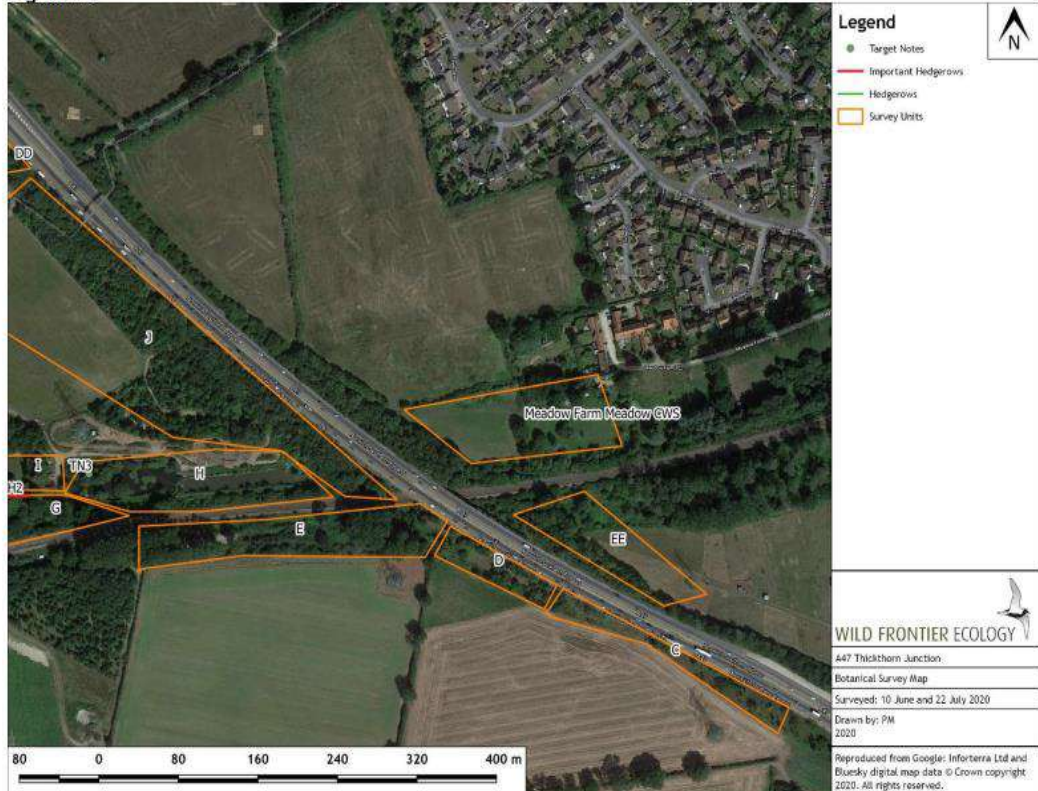 Legend
N
Target Notes
Important Hedgerows
Hedgerows
Survey Units
DD
J
Meadow Farm Meadow CWS
I
TN3
H
H2
G
E
EE
D
C
WILD FRONTIER ECOLOGY
A47 Thickthorn Junction
Botanical Survey Map
Surveyed: 10 June and 22 July 2020
Drawn by: PM
2020
Reproduced from Google: Inforterra Ltd and
Bluesky digital map data © Crown copyright
2020. All rights reserved.
80 0 80 160 240 320 400 m